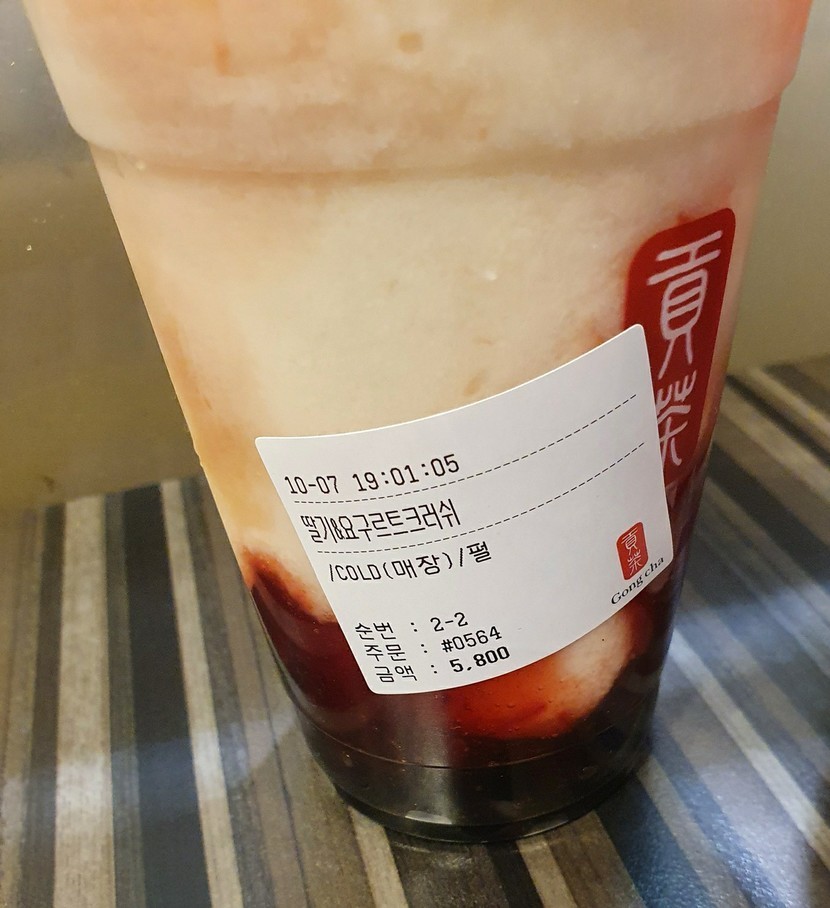 貢茶
10-07 19:01:05
딸기&요구르트크러쉬
/COLD(매장)/펄
순번 : 2-2
주문 : #0564
금액 : 5,800
貢茶
Gong cha